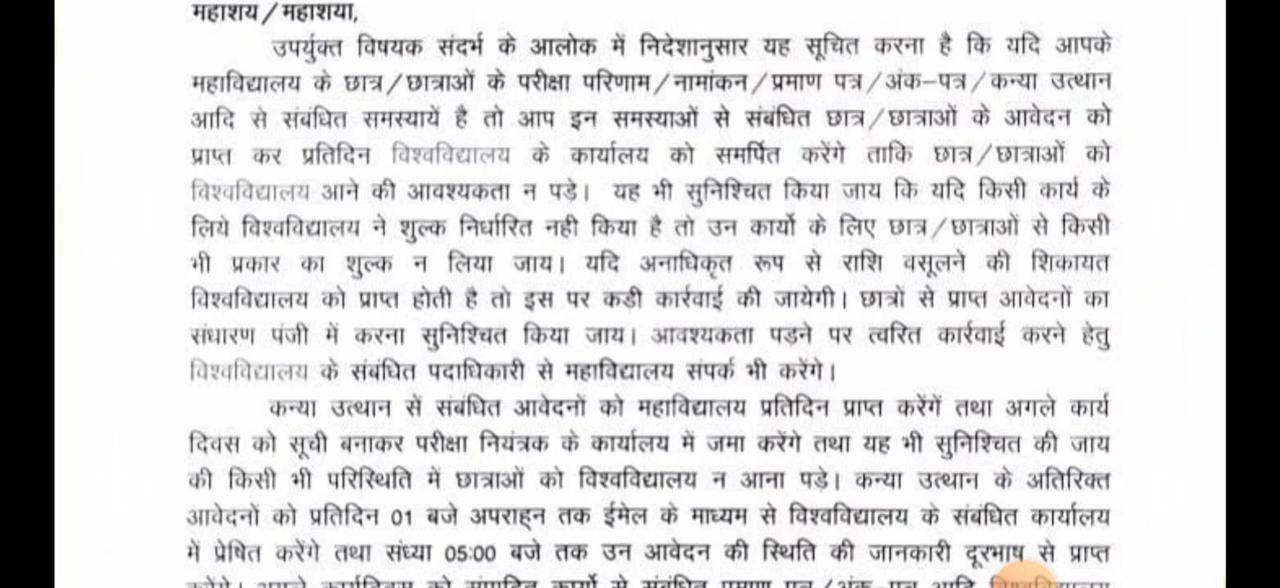 महाशय/महाशया,
उपर्युक्त विषयक संदर्भ के आलोक में निदेशानुसार यह सूचित करना है कि यदि आपके
महाविद्यालय के छात्र/छात्राओं के परीक्षा परिणाम/नामांकन/प्रमाण पत्र/अंक–पत्र/कन्या उत्थान
आदि से संबंधित समस्यायें है तो आप इन समस्याओं से संबंधित छात्र/छात्राओं के आवेदन को
प्राप्त कर प्रतिदिन विश्वविद्यालय के कार्यालय को समर्पित करेंगे ताकि छात्र/छात्राओं को
विश्वविद्यालय आने की आवश्यकता न पड़े। यह भी सुनिश्चित किया जाय कि यदि किसी कार्य के
लिये विश्वविद्यालय ने शुल्क निर्धारित नही किया है तो उन कार्यो के लिए छात्र/छात्राओं से किसी
भी प्रकार का शुल्क न लिया जाय। यदि अनाधिकृत रूप से राशि वसूलने की शिकायत
विश्वविद्यालय को प्राप्त होती है तो इस पर कडी कार्रवाई की जायेगी। छात्रों से प्राप्त आवेदनों का
संधारण पंजी में करना सुनिश्चित किया जाय। आवश्यकता पड़ने पर त्वरित कार्रवाई करने हेतु
विश्वविद्यालय के संबंधित पदाधिकारी से महाविद्यालय संपर्क भी करेंगे।
कन्या उत्थान सें संबंधित आवेदनों को महाविद्यालय प्रतिदिन प्राप्त करेंगें तथा अगले कार्य
दिवस को सूची बनाकर परीक्षा नियंत्रक के कार्यालय में जमा करेंगे तथा यह भी सुनिश्चित की जाय
की किसी भी परिस्थिति में छात्राओं को विश्वविद्यालय न आना पड़े। कन्या उत्थान के अतिरिक्त
आवेदनों को प्रतिदिन 01 बजे अपराह्न तक ईमेल के माध्यम से विश्वविद्यालय के संबंधित कार्यालय
में प्रेषित करेंगे तथा संध्या 05:00 बजे तक उन आवेदन की स्थिति की जानकारी दूरभाष से प्राप्त